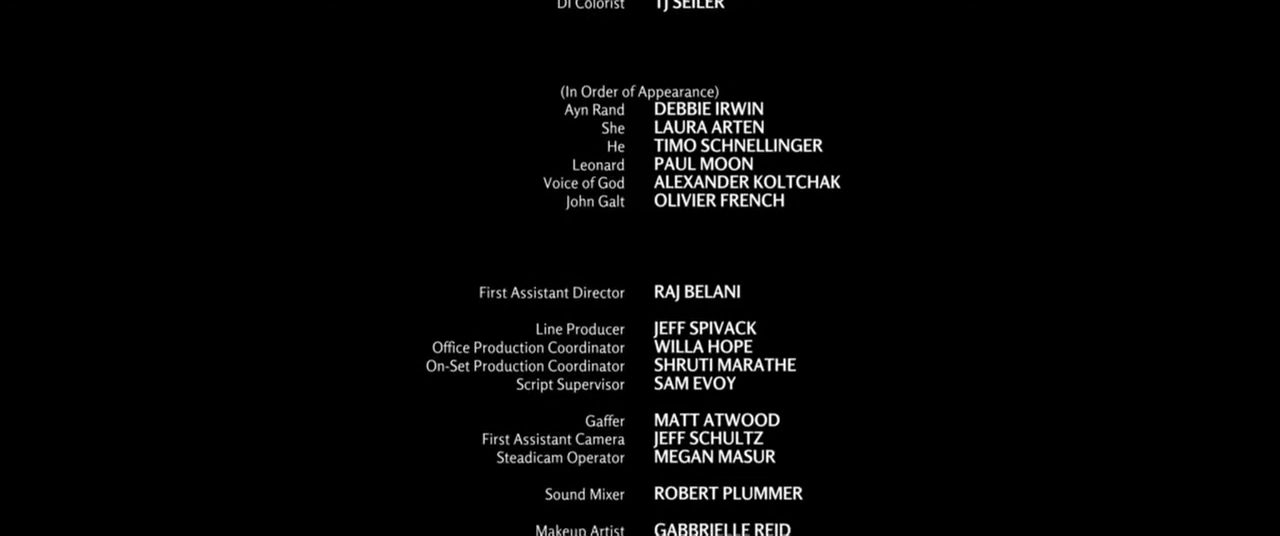 DI Colorist TJ SEILER
(In Order of Appearance)
Ayn Rand DEBBIE IRWIN
She LAURA ARTEN
He TIMO SCHNELLINGER
Leonard PAUL MOON
Voice of God ALEXANDER KOLTCHAK
John Galt OLIVIER FRENCH
First Assistant Director RAJ BELANI
Line Producer JEFF SPIVACK
Office Production Coordinator WILLA HOPE
On-Set Production Coordinator SHRUTI MARATHE
Script Supervisor SAM EVOY
Gaffer MATT ATWOOD
First Assistant Camera JEFF SCHULTZ
Steadicam Operator MEGAN MASUR
Sound Mixer ROBERT PLUMMER
Makeup Artist GABBRIELLE REID